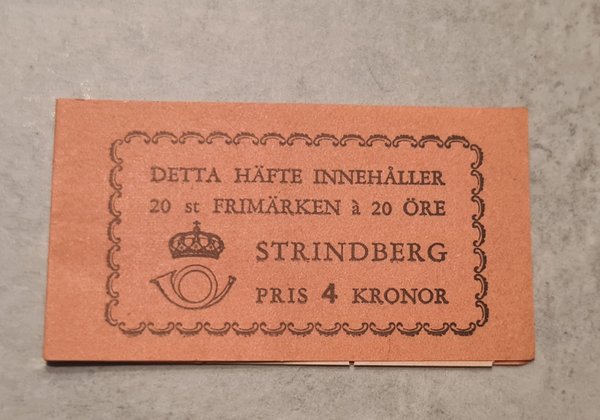 DETTA HÄFTE INNEHÅLLER
20 st FRIMÄRKEN à 20 ÖRE
STRINDBERG
PRIS 4 KRONOR